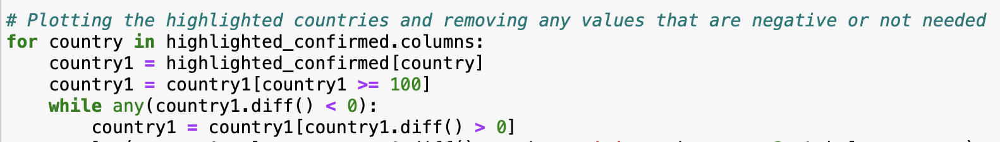 # Plotting the highlighted countries and removing any values that are negative or not needed
for country in highlighted_confirmed.columns:
    country1 = highlighted_confirmed[country]
    country1 = country1[country1 >= 100]
    while any(country1.diff() < 0):
        country1 = country1[country1.diff() > 0]